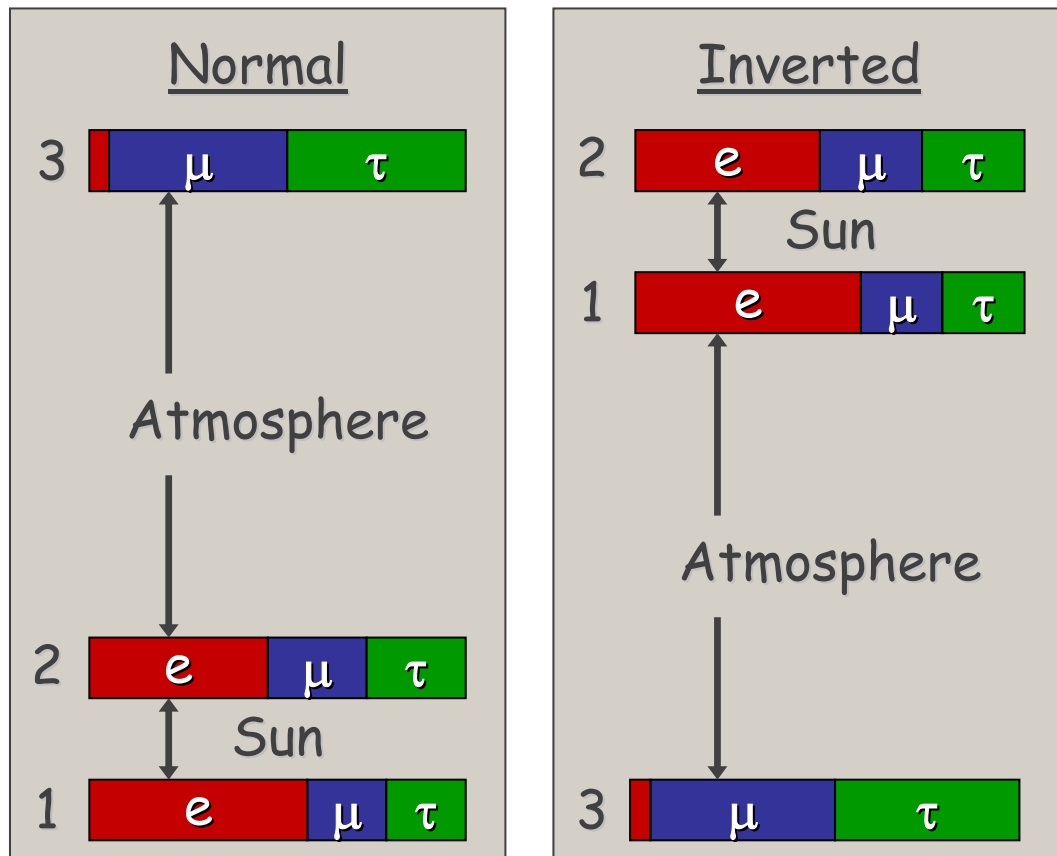 Normal
3 μ τ
Atmosphere
2 e μ τ
Sun
1 e μ τ
Inverted
2 e μ τ
Sun
1 e μ τ
Atmosphere
3 μ τ